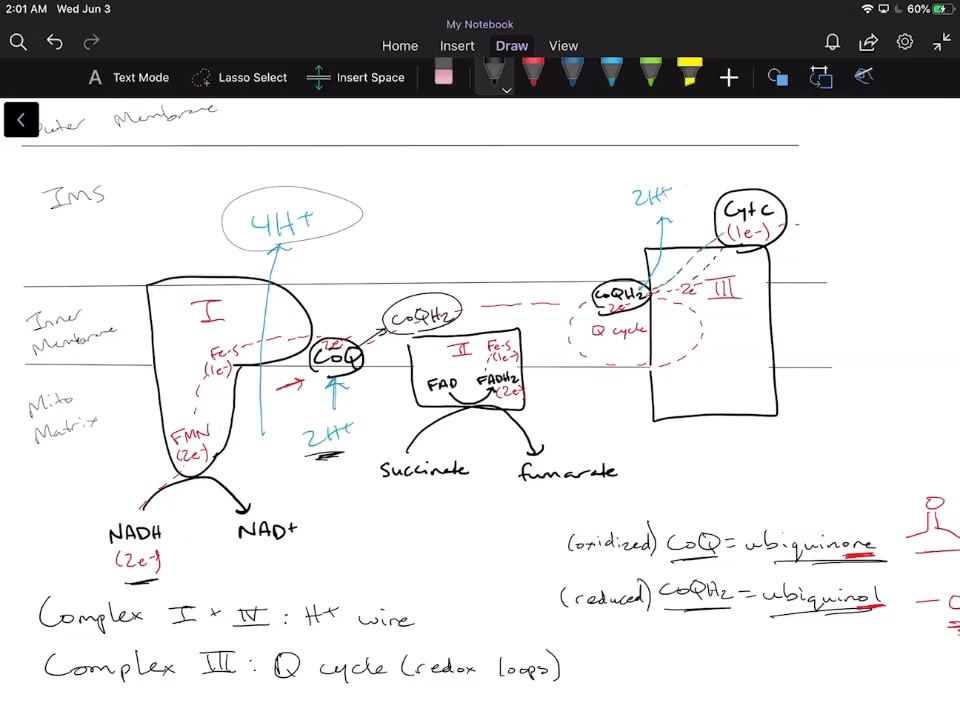 2:01 AM Wed Jun 3
60%
My Notebook
Home Insert Draw View
A Text Mode Lasso Select Insert Space
Outer Membrane
IMS
4H+
2H+
Cyt C
(1e-)
I
CoQH2
CoQH2
2e-
2e-
III
Q cycle
Inner
Membrane
Fe-S
(1e-)
2e-
CoQ
II
Fe-S
(1e-)
FAD FADH2
(2e-)
Mito
Matrix
FMN
(2e-)
2H+
Succinate fumarate
NADH NAD+
(2e-)
(oxidized) CoQ = ubiquinone
O
(reduced) CoQH2 = ubiquinol
Complex I + IV : H+ wire
Complex III : Q cycle (redox loops)